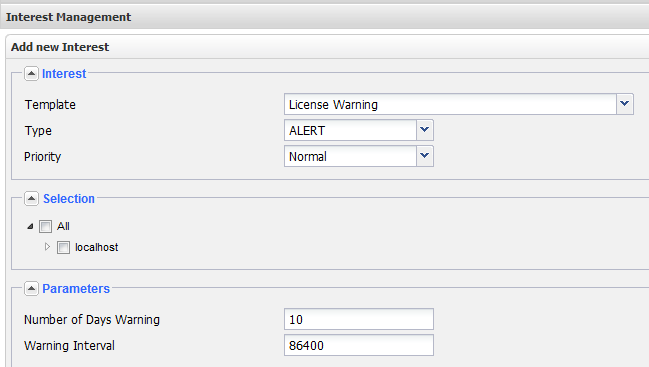 Interest Management
Add new Interest
Interest
Template License Warning
Type ALERT
Priority Normal
Selection
All
localhost
Parameters
Number of Days Warning 10
Warning Interval 86400